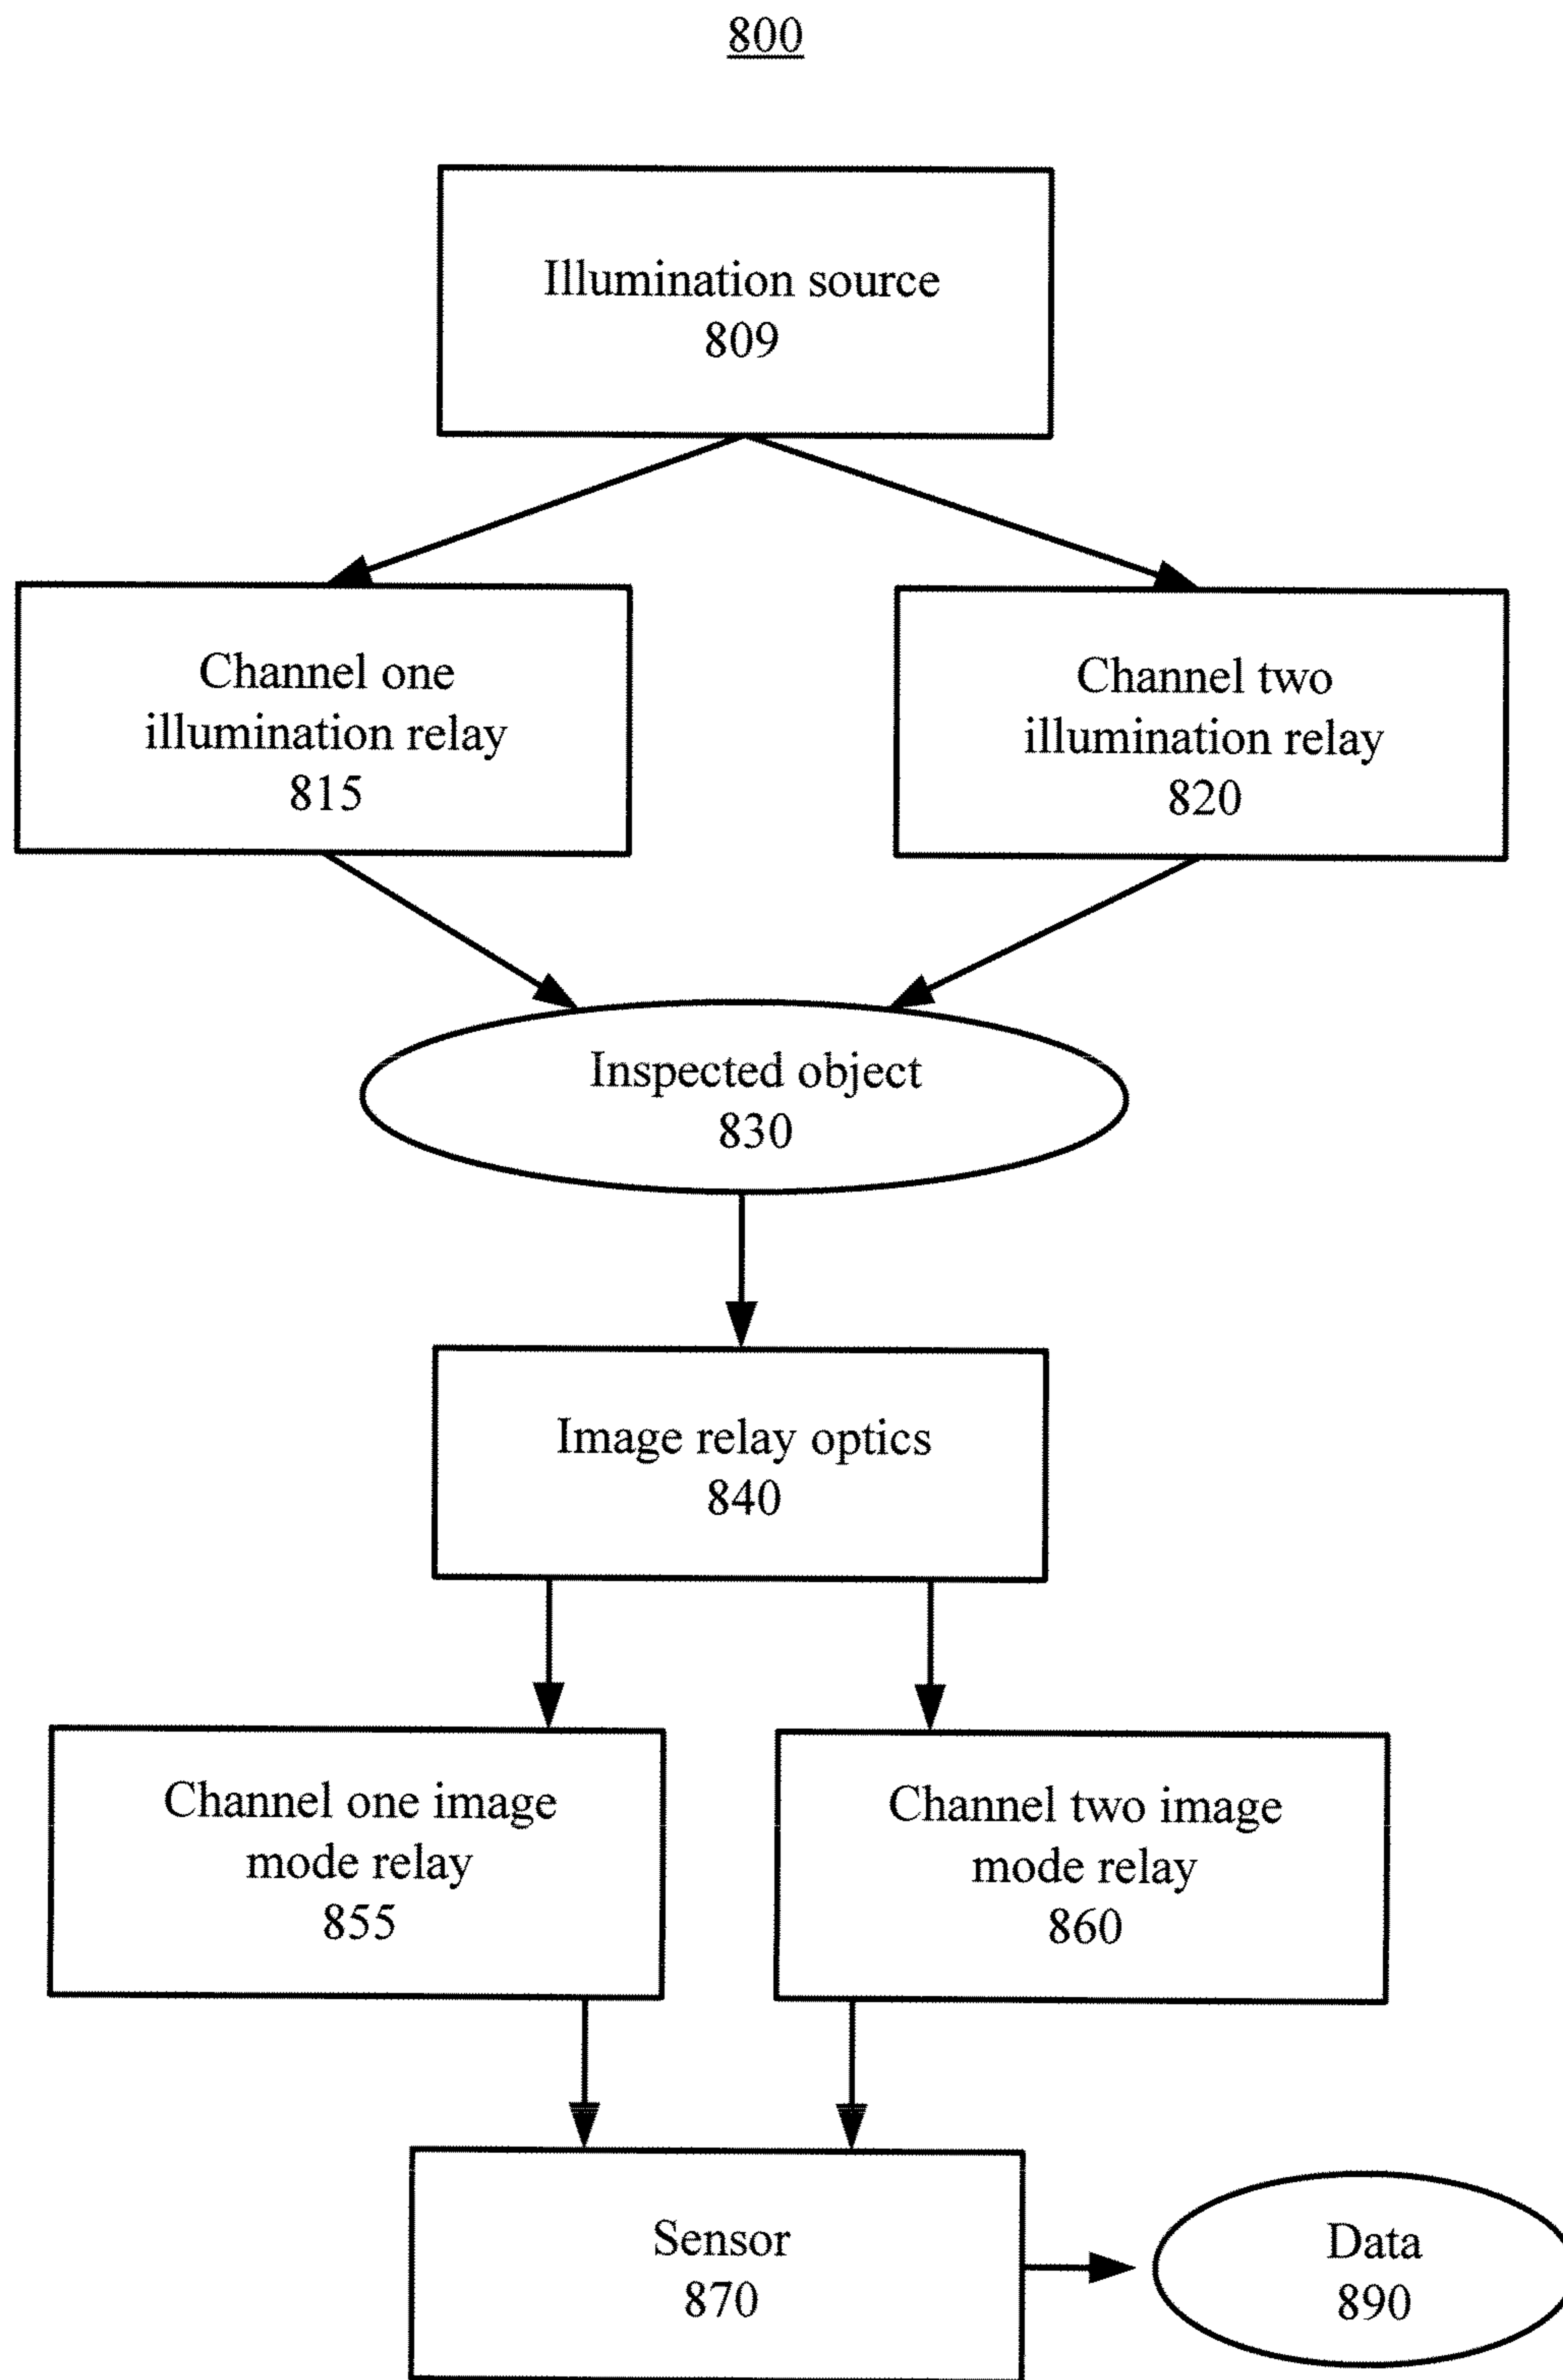 800
Illumination source
809
Channel one
illumination relay
815
Channel two
illumination relay
820
Inspected object
830
Image relay optics
840
Channel one image
mode relay
855
Channel two image
mode relay
860
Sensor
870
Data
890